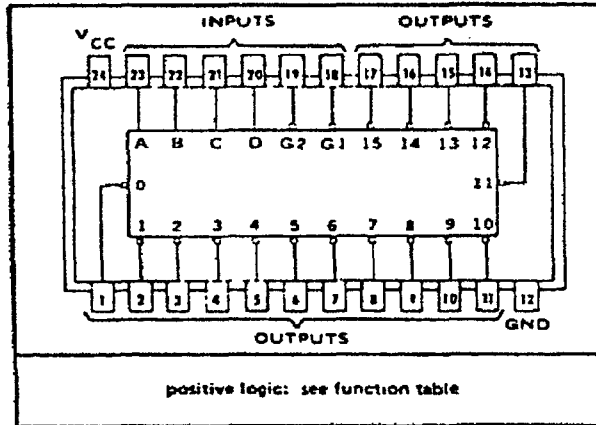 INPUTS OUTPUTS
VCC
24 23 22 21 20 19 18 17 16 15 14 13
A B C D G2 G1 15 14 13 12
0 11
1 2 3 4 5 6 7 8 9 10
1 2 3 4 5 6 7 8 9 10 11 12
GND
OUTPUTS
positive logic: see function table